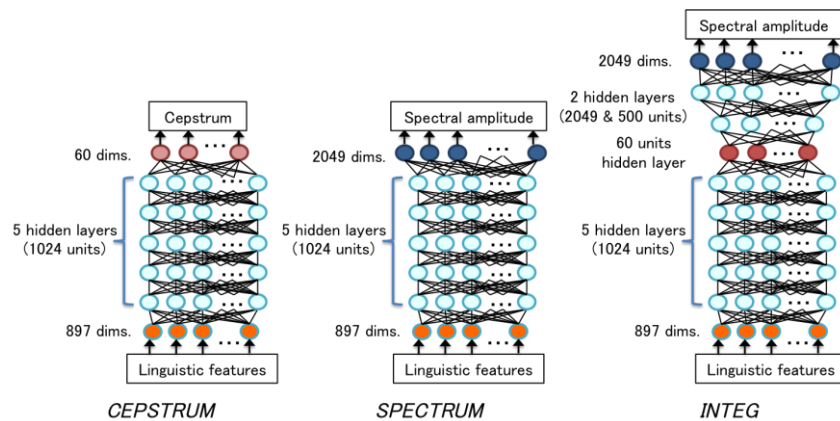 Cepstrum
60 dims.
...
5 hidden layers
(1024 units)
...
...
...
...
...
897 dims.
...
Linguistic features
CEPSTRUM
Spectral amplitude
2049 dims.
...
5 hidden layers
(1024 units)
...
...
...
...
...
897 dims.
...
Linguistic features
SPECTRUM
Spectral amplitude
2049 dims.
...
2 hidden layers
(2049 & 500 units)
...
...
60 units
hidden layer
...
5 hidden layers
(1024 units)
...
...
...
...
...
897 dims.
...
Linguistic features
INTEG